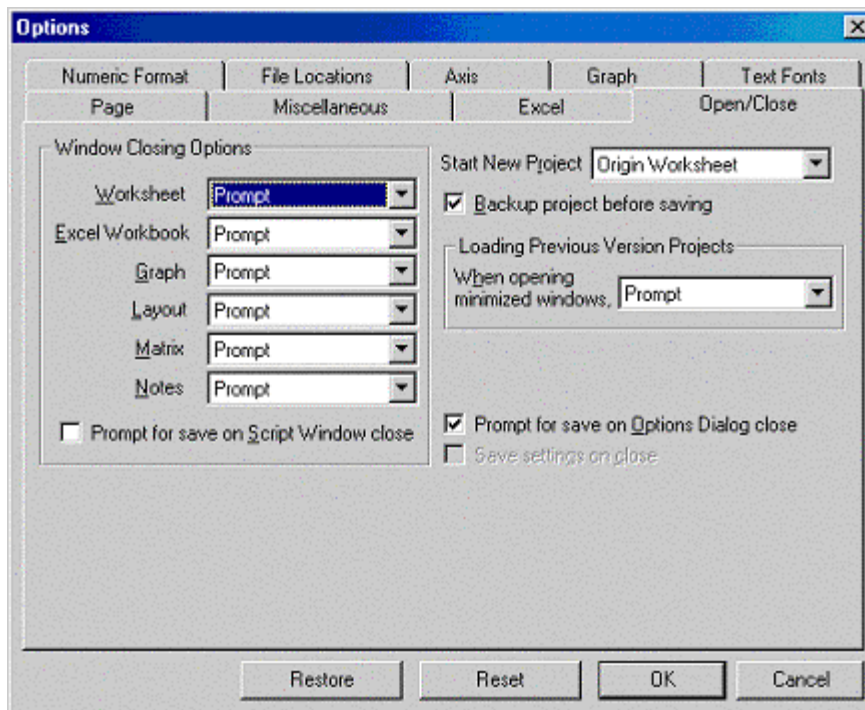 Options
Numeric Format File Locations Axis Graph Text Fonts
Page Miscellaneous Excel Open/Close
Window Closing Options
Worksheet Prompt
Excel Workbook Prompt
Graph Prompt
Layout Prompt
Matrix Prompt
Notes Prompt
Prompt for save on Script Window close
Start New Project Origin Worksheet
Backup project before saving
Loading Previous Version Projects
When opening
minimized windows, Prompt
Prompt for save on Options Dialog close
Save settings on close
Restore Reset OK Cancel